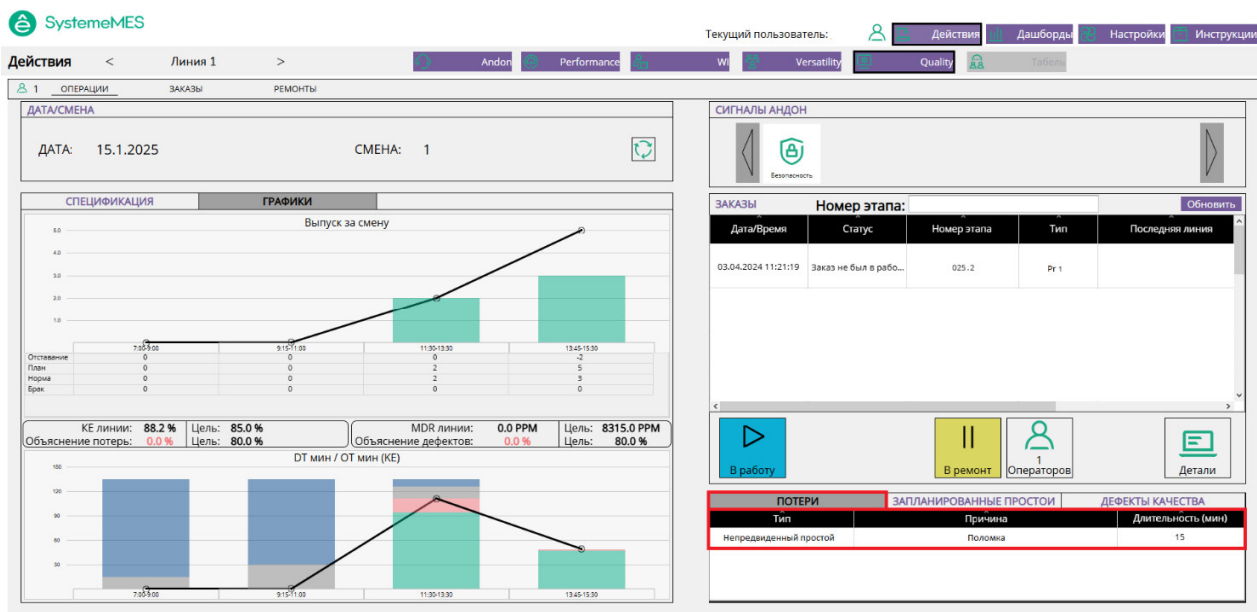 SystemeMES
Текущий пользователь:
Действия
Дашборды
Настройки
Инструкции
Действия < Линия 1 >
Andon
Performance
WI
Versatility
Quality
Табель
1 ОПЕРАЦИИ ЗАКАЗЫ РЕМОНТЫ
ДАТА/СМЕНА
ДАТА: 15.1.2025 СМЕНА: 1
СПЕЦИФИКАЦИЯ ГРАФИКИ
Выпуск за смену
5.0
4.0
3.0
2.0
1.0
7:00-9:00 9:15-11:00 11:30-13:30 13:45-15:30
Отставание 0 0 0 -2
План 0 0 2 5
Норма 0 0 2 3
Брак 0 0 0 0
КЕ линии: 88.2 % Цель: 85.0 % MDR линии: 0.0 PPM Цель: 8315.0 PPM
Объяснение потерь: 0.0 % Цель: 80.0 % Объяснение дефектов: 0.0 % Цель: 80.0 %
DT мин / ОТ мин (KE)
150
120
90
60
30
7:00-9:00 9:15-11:00 11:30-13:30 13:45-15:30
СИГНАЛЫ АНДОН
Безопасность
ЗАКАЗЫ Номер этапа: Обновить
Дата/Время Статус Номер этапа Тип Последняя линия
03.04.2024 11:21:19 Заказ не был в рабо... 025.2 Pr 1
В работу
В ремонт
1
Операторов
Детали
ПОТЕРИ ЗАПЛАНИРОВАННЫЕ ПРОСТОИ ДЕФЕКТЫ КАЧЕСТВА
Тип Причина Длительность (мин)
Непредвиденный простой Поломка 15